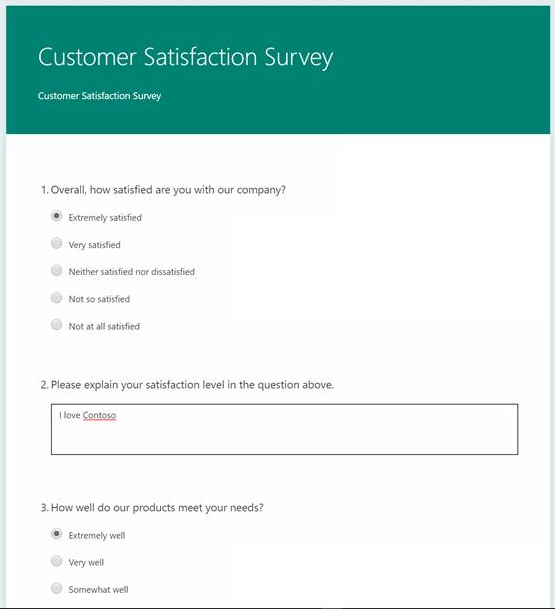 Customer Satisfaction Survey
Customer Satisfaction Survey
1. Overall, how satisfied are you with our company?
Extremely satisfied
Very satisfied
Neither satisfied nor dissatisfied
Not so satisfied
Not at all satisfied
2. Please explain your satisfaction level in the question above.
I love Contoso
3. How well do our products meet your needs?
Extremely well
Very well
Somewhat well